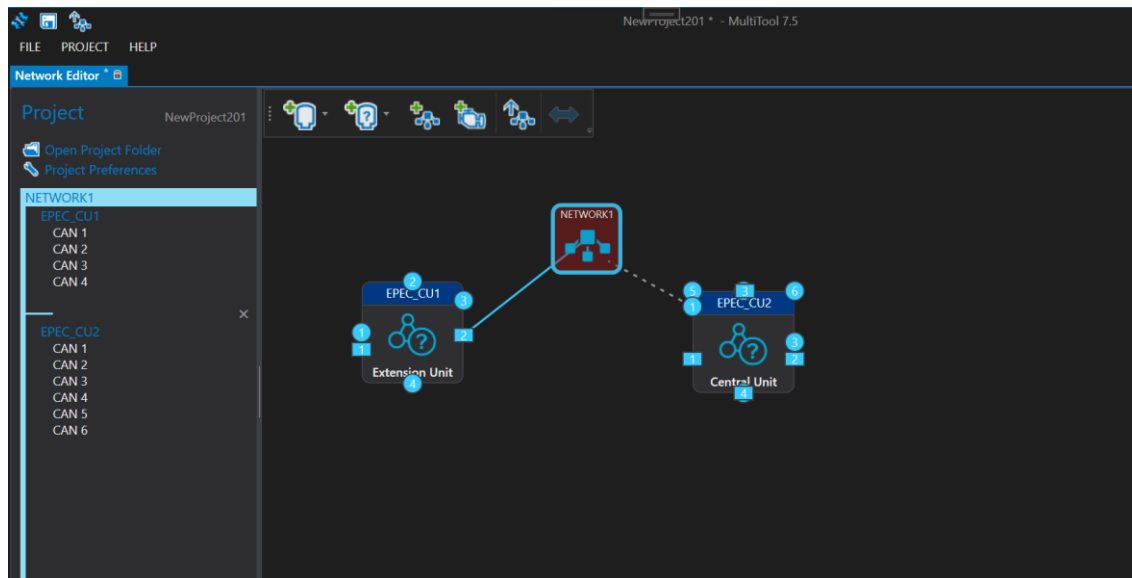 NewProject201 * - MultiTool 7.5
FILE PROJECT HELP
Network Editor *
Project NewProject201
Open Project Folder
Project Preferences
NETWORK1
EPEC_CU1
CAN 1
CAN 2
CAN 3
CAN 4
EPEC_CU2
CAN 1
CAN 2
CAN 3
CAN 4
CAN 5
CAN 6
NETWORK1
2
EPEC_CU1
3
1
2
1
?
Extension Unit
4
5
3
6
1
EPEC_CU2
3
1
2
?
Central Unit
4